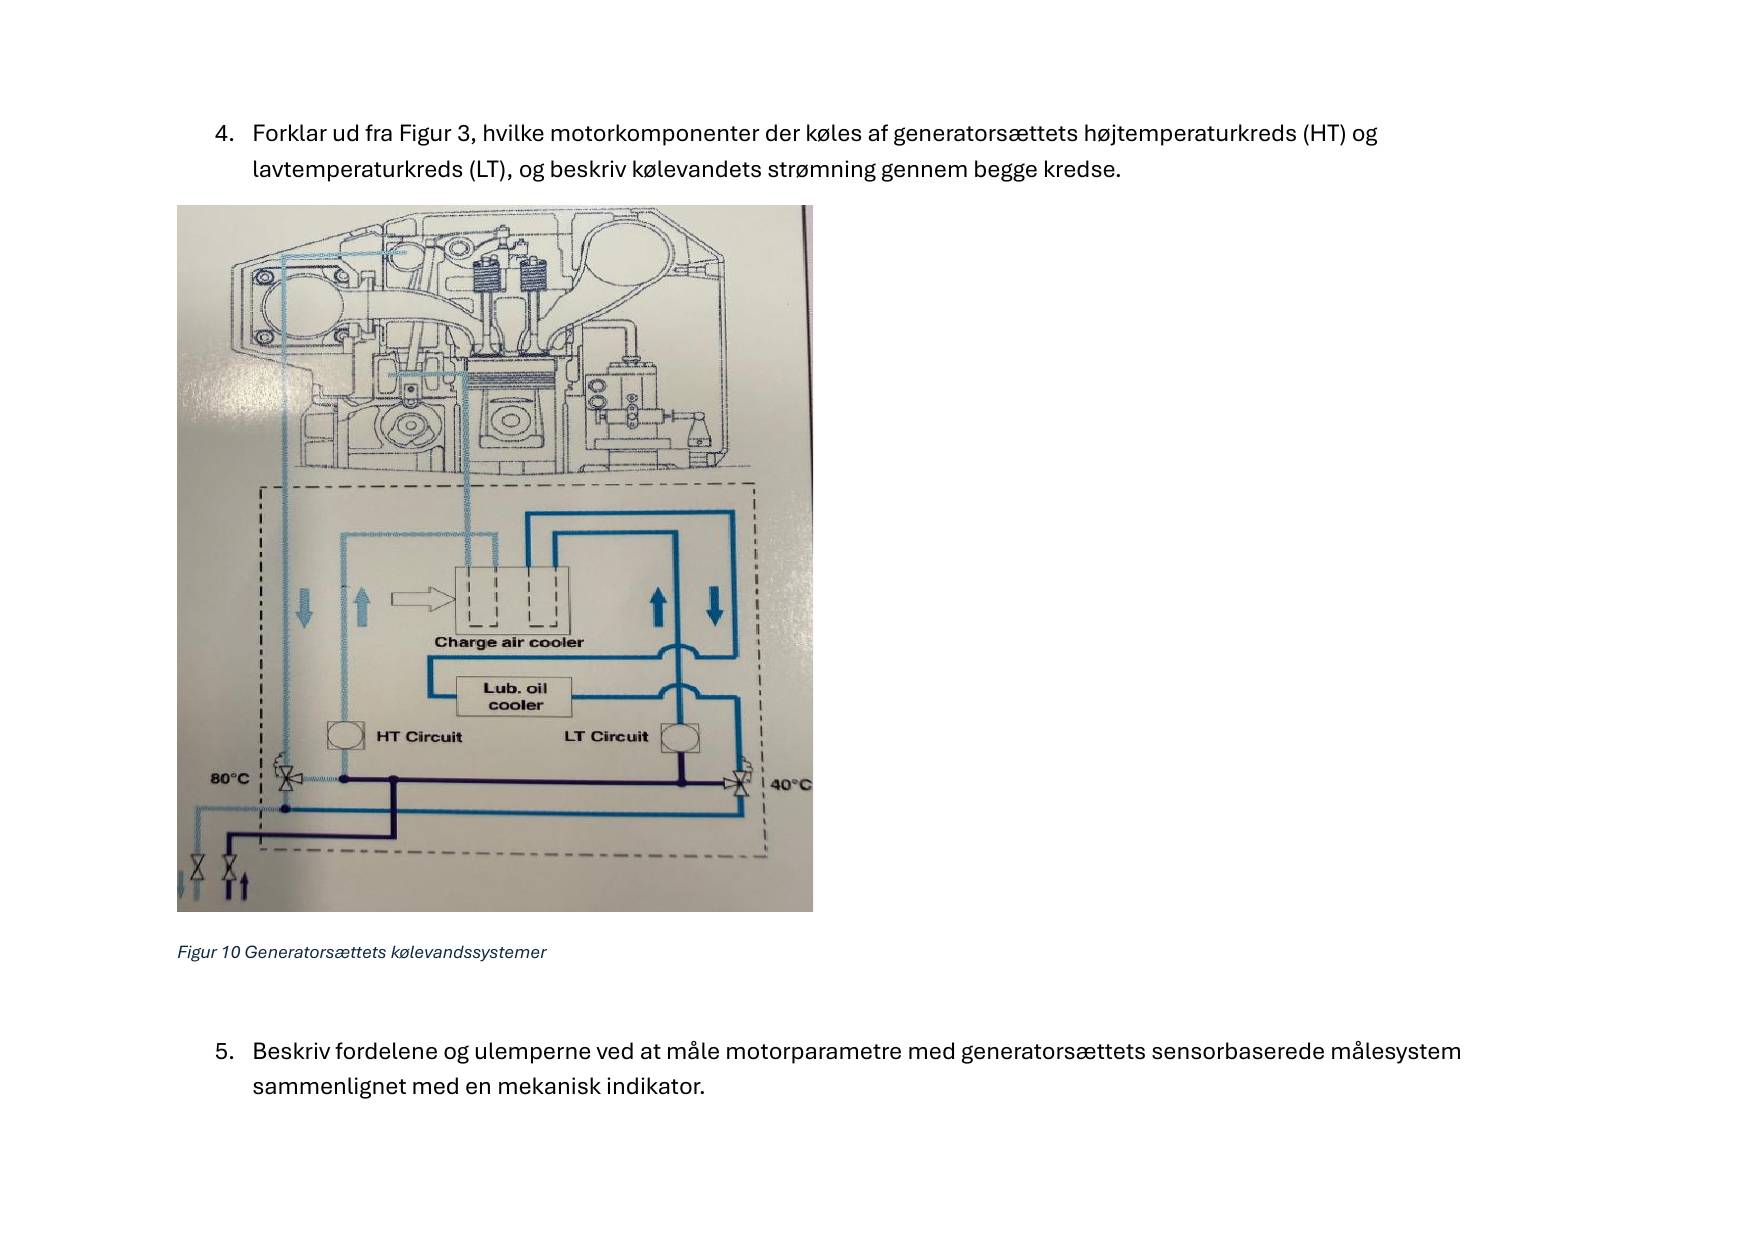 4. Forklar ud fra Figur 3, hvilke motorkomponenter der køles af generatorsættets højtemperaturkreds (HT) og
lavtemperaturkreds (LT), og beskriv kølevandets strømning gennem begge kredse.
Charge air cooler
Lub. oil
cooler
HT Circuit
LT Circuit
80°C
40°C
Figur 10 Generatorsættets kølevandssystemer
5. Beskriv fordelene og ulemperne ved at måle motorparametre med generatorsættets sensorbaserede målesystem
sammenlignet med en mekanisk indikator.